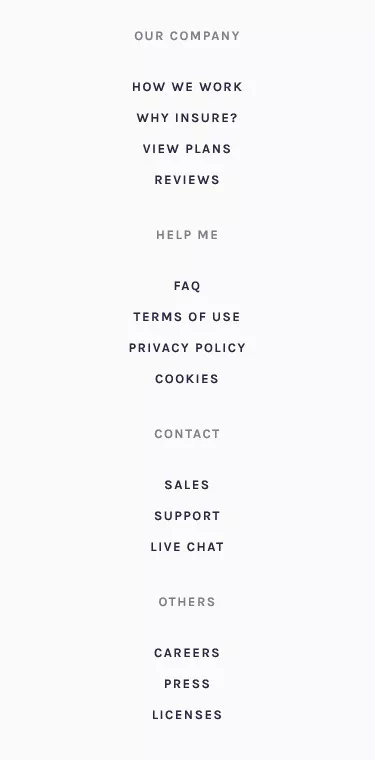 OUR COMPANY
HOW WE WORK
WHY INSURE?
VIEW PLANS
REVIEWS
HELP ME
FAQ
TERMS OF USE
PRIVACY POLICY
COOKIES
CONTACT
SALES
SUPPORT
LIVE CHAT
OTHERS
CAREERS
PRESS
LICENSES